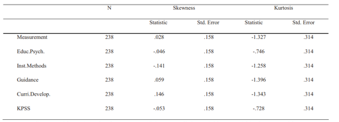 N Skewness Kurtosis
Statistic Std. Error Statistic Std. Error
Measurement 238 .028 .158 -1.327 .314
Educ.Psych. 238 -.046 .158 -.746 .314
Inst.Methods 238 -.141 .158 -1.258 .314
Guidance 238 .059 .158 -1.396 .314
Curri.Develop. 238 .146 .158 -1.343 .314
KPSS 238 -.053 .158 -.728 .314